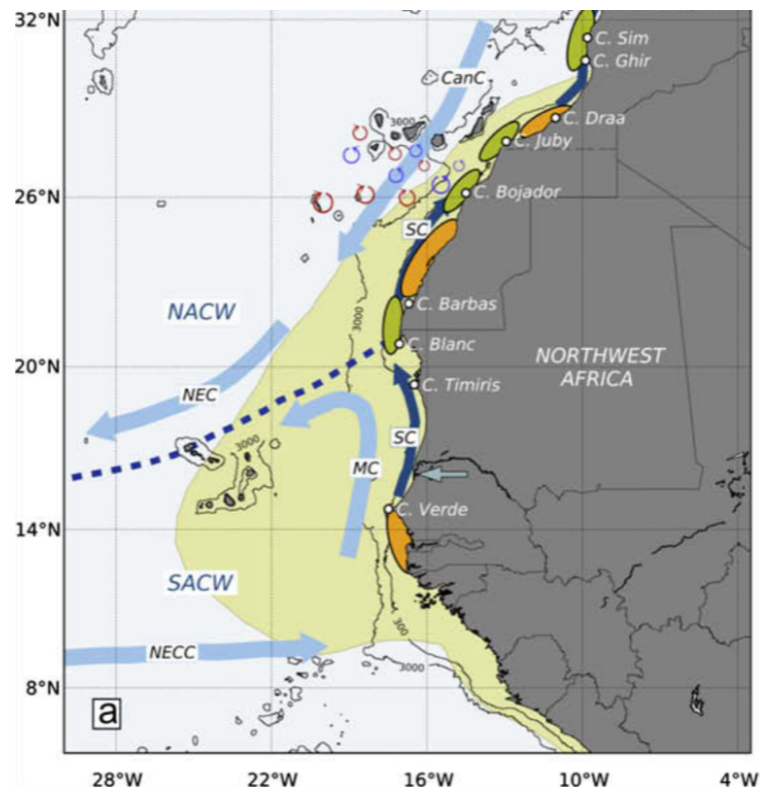 32°N
C. Sim
C. Ghir
CanC
3000
C. Draa
C. Juby
26°N
C. Bojador
SC
NACW
3000
C. Barbas
C. Blanc
NORTHWEST
AFRICA
20°N
C. Timiris
NEC
3000
SC
MC
C. Verde
14°N
SACW
300
NECC
3000
8°N
a
28°W 22°W 16°W 10°W 4°W